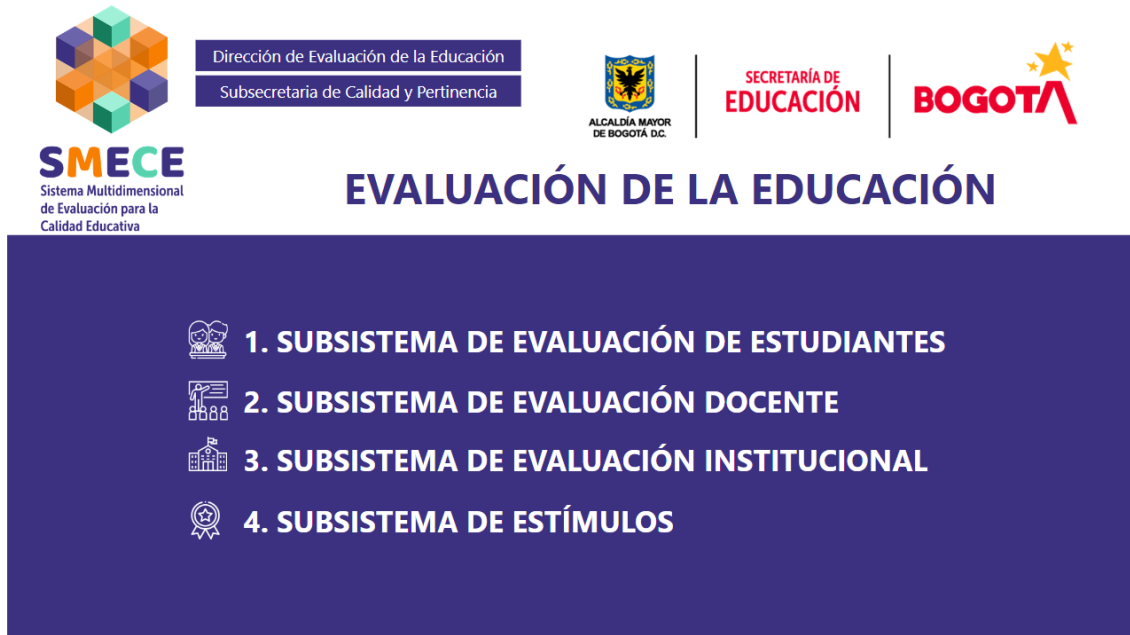 Dirección de Evaluación de la Educación
Subsecretaria de Calidad y Pertinencia
ALCALDÍA MAYOR
DE BOGOTÁ D.C.
SECRETARÍA DE
EDUCACIÓN
BOGOTÁ
SMECE
Sistema Multidimensional
de Evaluación para la
Calidad Educativa
EVALUACIÓN DE LA EDUCACIÓN
1. SUBSISTEMA DE EVALUACIÓN DE ESTUDIANTES
2. SUBSISTEMA DE EVALUACIÓN DOCENTE
3. SUBSISTEMA DE EVALUACIÓN INSTITUCIONAL
4. SUBSISTEMA DE ESTÍMULOS